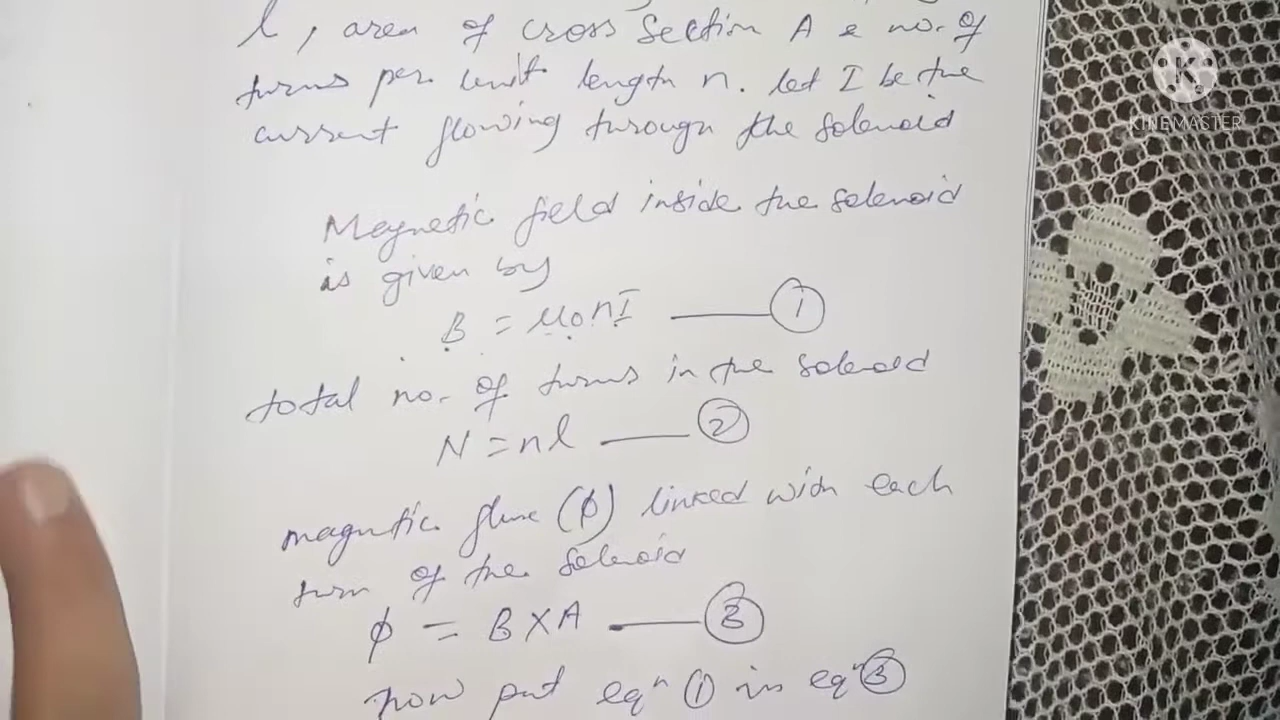 l, area of cross section A & no. of
turns per unit length n. let I be the
current flowing through the solenoid
Magnetic field inside the solenoid
is given by
B = μ0nI —— ①
total no. of turns in the solenoid
N = nl —— ②
magnetic flux (ϕ) linked with each
turn of the solenoid
ϕ = B×A —— ③
now put eqⁿ ① in eqⁿ ③
K
KINEMASTER